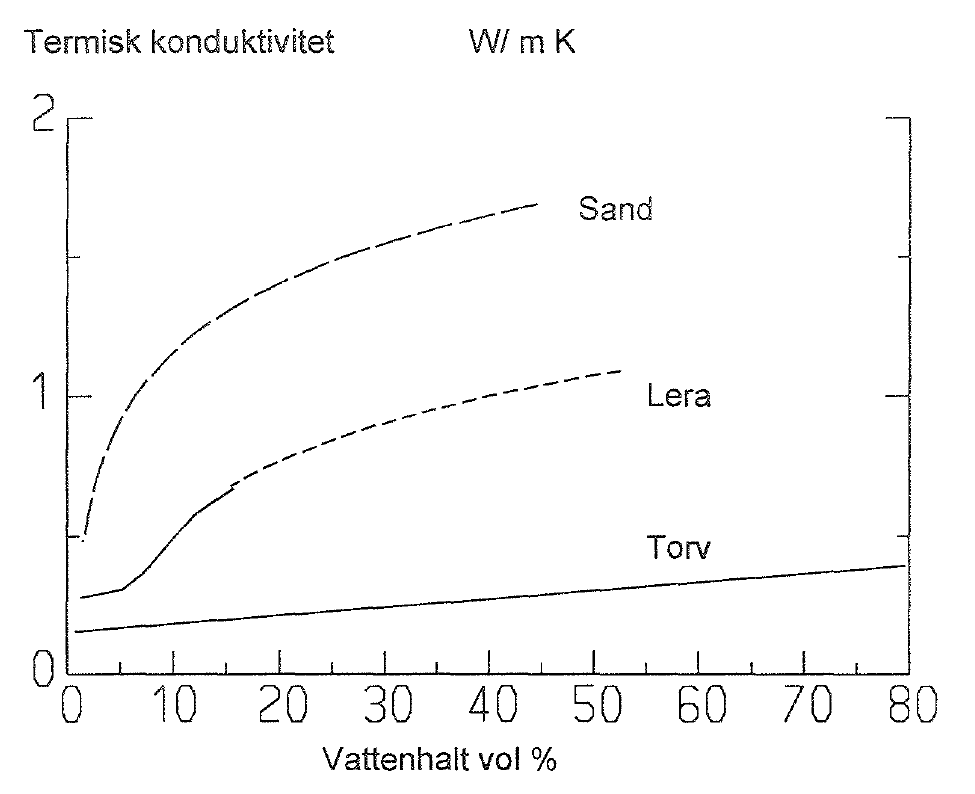 Termisk konduktivitet W/ m K
2
Sand
1
Lera
Torv
0
0 10 20 30 40 50 60 70 80
Vattenhalt vol %